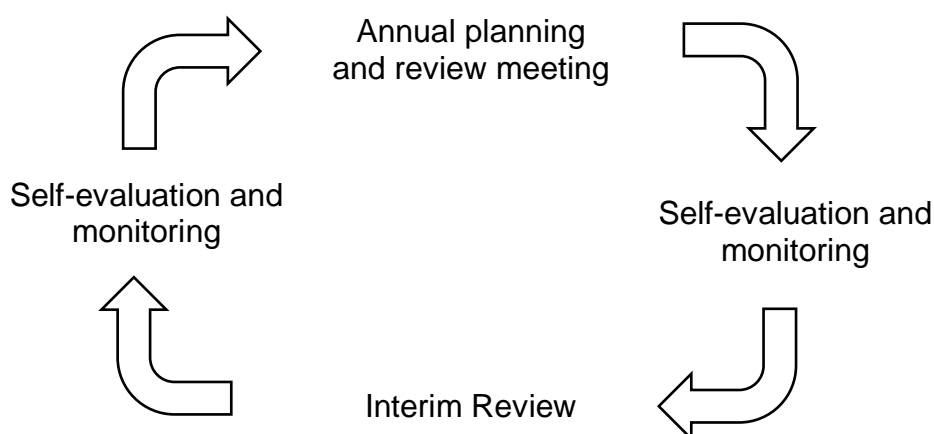 Annual planning
and review meeting
Self-evaluation and
monitoring
Self-evaluation and
monitoring
Interim Review